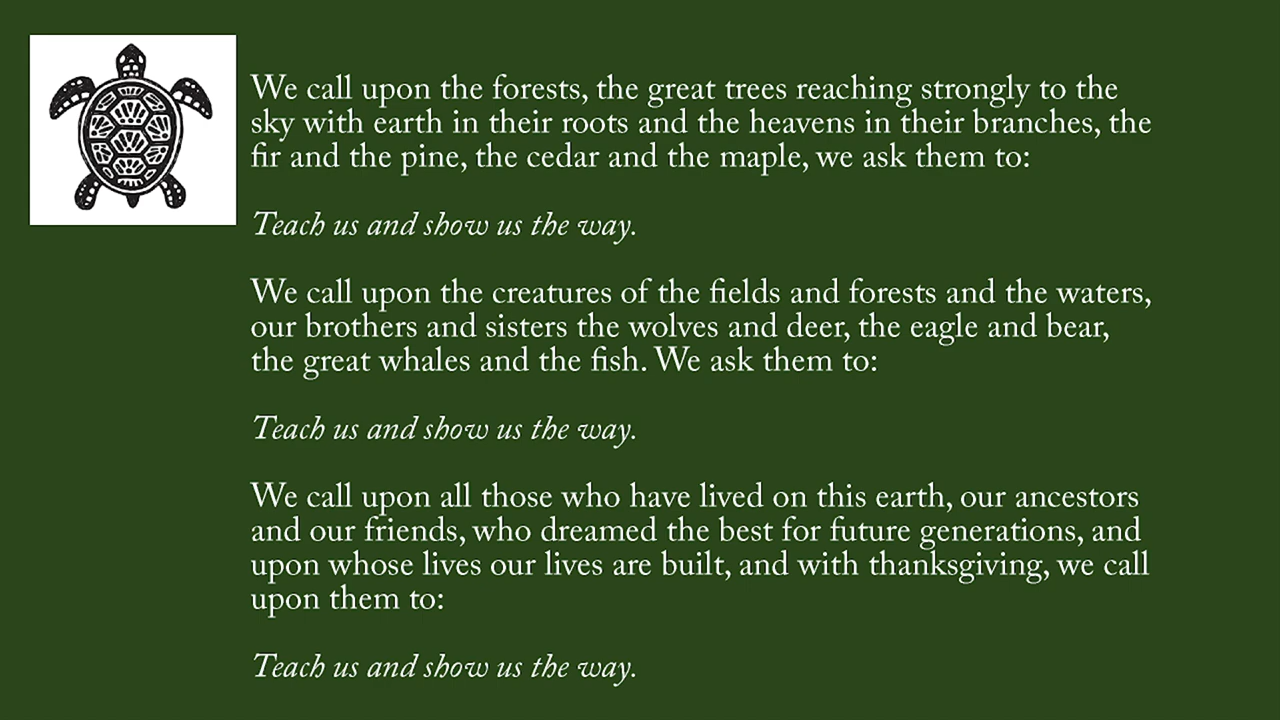 We call upon the forests, the great trees reaching strongly to the
sky with earth in their roots and the heavens in their branches, the
fir and the pine, the cedar and the maple, we ask them to:
Teach us and show us the way.
We call upon the creatures of the fields and forests and the waters,
our brothers and sisters the wolves and deer, the eagle and bear,
the great whales and the fish. We ask them to:
Teach us and show us the way.
We call upon all those who have lived on this earth, our ancestors
and our friends, who dreamed the best for future generations, and
upon whose lives our lives are built, and with thanksgiving, we call
upon them to:
Teach us and show us the way.